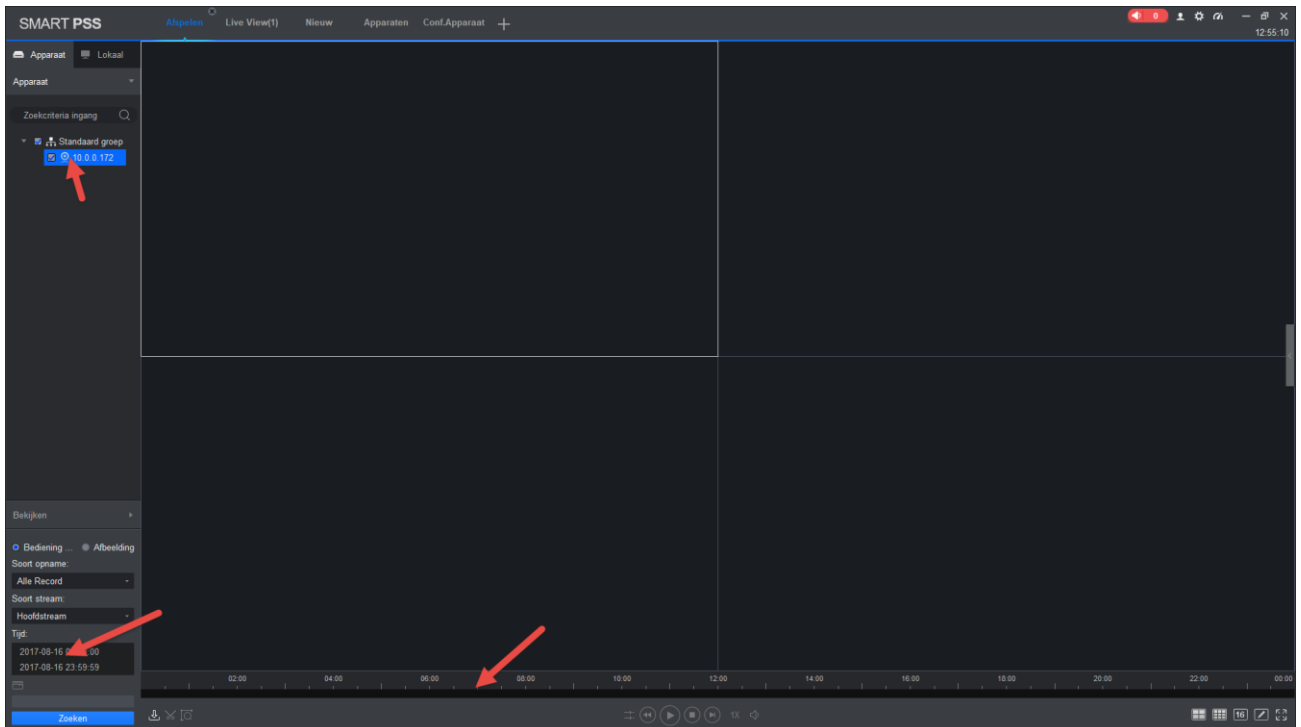 SMART PSS
Afspelen
Live View(1)
Nieuw
Apparaten
Conf.Apparaat
0
12:55:10
Apparaat
Lokaal
Apparaat
Zoekcriteria ingang
Standaard groep
10.0.0.172
Bekijken
Bediening ...
Afbeelding
Soort opname:
Alle Record
Soort stream:
Hoofdstream
Tijd:
2017-08-16
2017-08-16 23:59:59
Zoeken
02:00
04:00
06:00
08:00
10:00
12:00
14:00
16:00
18:00
20:00
22:00
00:00
1X
16